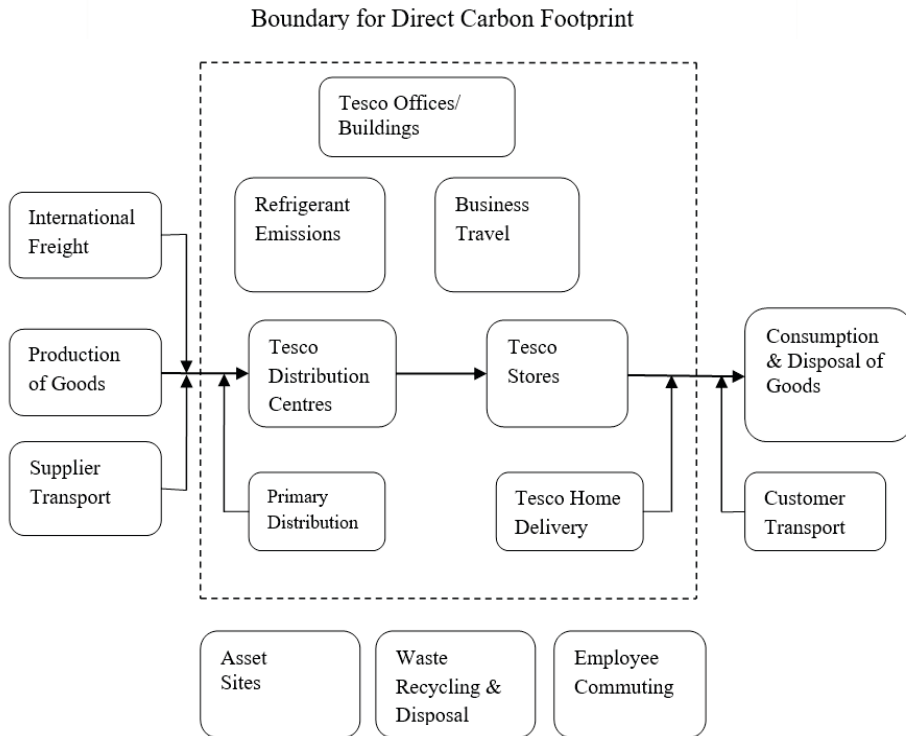 Boundary for Direct Carbon Footprint
Tesco Offices/
Buildings
Refrigerant
Emissions
Business
Travel
International
Freight
Production
of Goods
Tesco
Distribution
Centres
Tesco
Stores
Consumption
& Disposal of
Goods
Supplier
Transport
Primary
Distribution
Tesco Home
Delivery
Customer
Transport
Asset
Sites
Waste
Recycling &
Disposal
Employee
Commuting